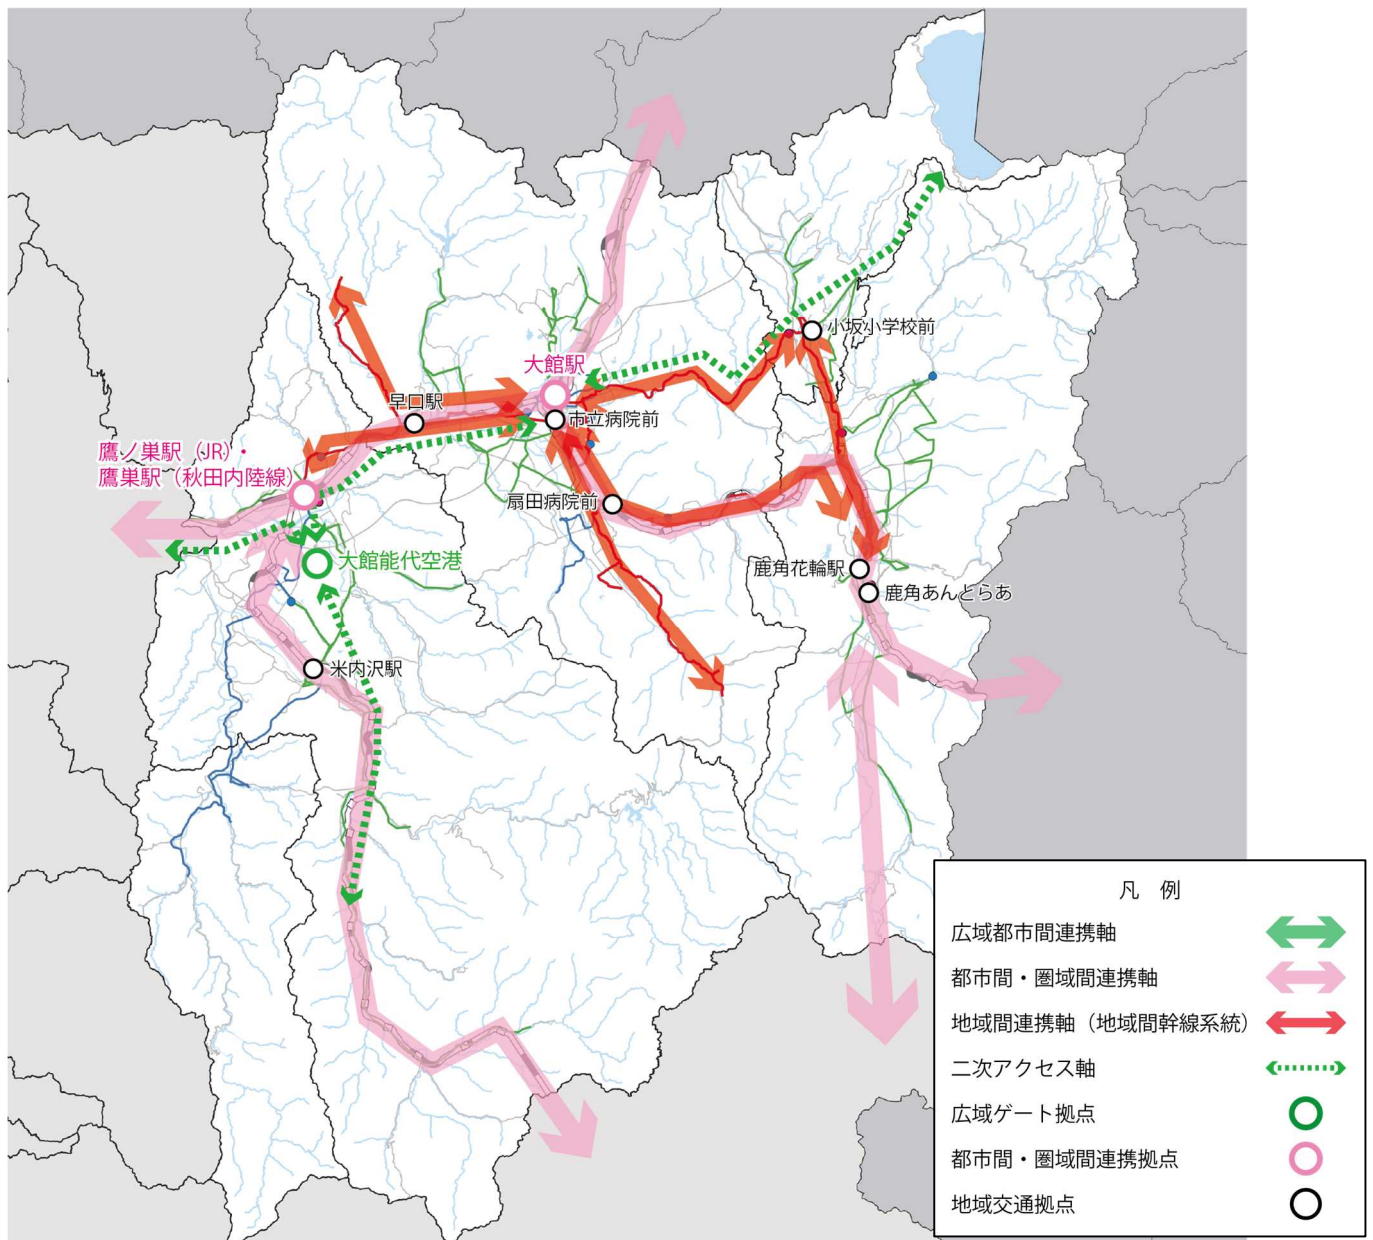 小坂小学校前
大館駅
早口駅
市立病院前
鷹ノ巣駅（JR）・
鷹巣駅（秋田内陸線）
扇田病院前
大館能代空港
鹿角花輪駅
鹿角あんとらあ
米内沢駅
凡　例
広域都市間連携軸
都市間・圏域間連携軸
地域間連携軸（地域間幹線系統）
二次アクセス軸
広域ゲート拠点
都市間・圏域間連携拠点
地域交通拠点